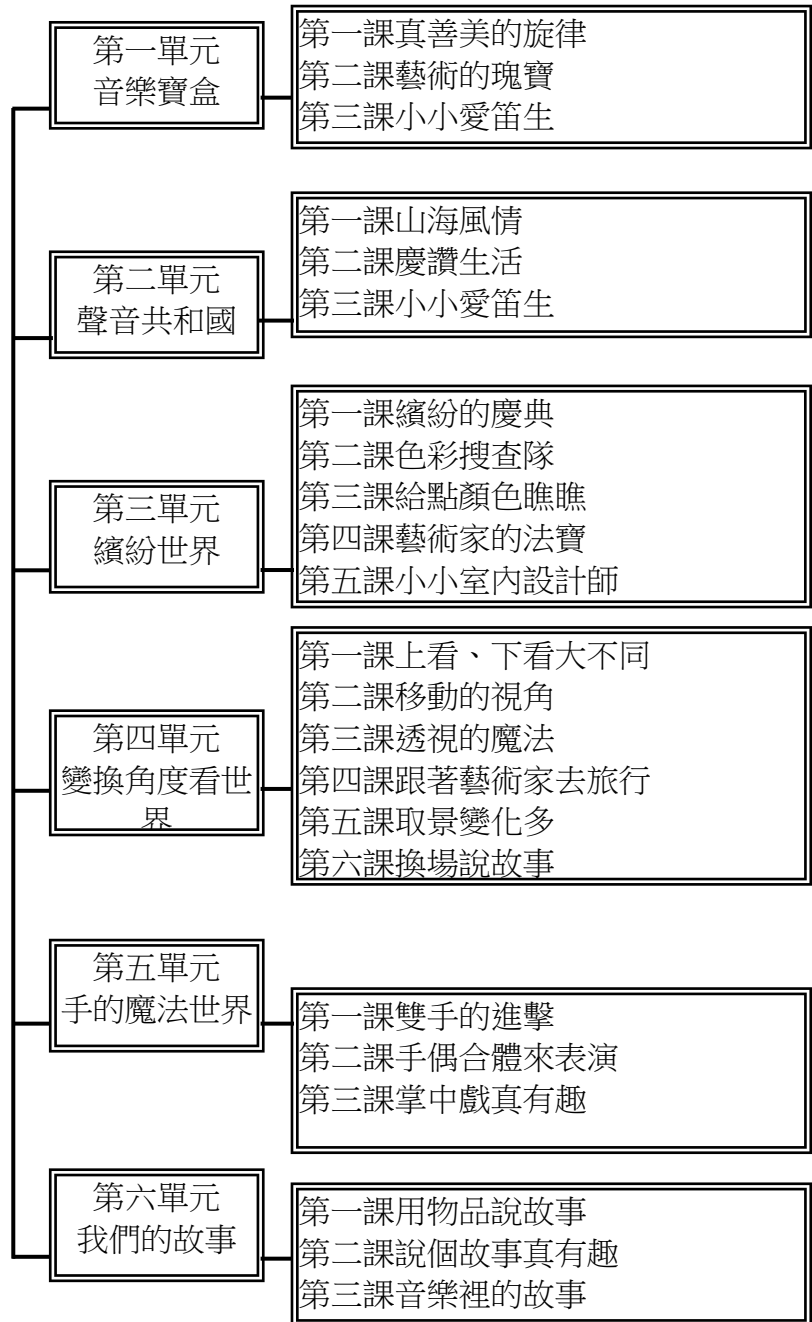 第一單元
音樂寶盒
第一課真善美的旋律
第二課藝術的瑰寶
第三課小小愛笛生
第二單元
聲音共和國
第一課山海風情
第二課慶讚生活
第三課小小愛笛生
第三單元
繽紛世界
第一課繽紛的慶典
第二課色彩搜查隊
第三課給點顏色瞧瞧
第四課藝術家的法寶
第五課小小室內設計師
第四單元
變換角度看世
界
第一課上看、下看大不同
第二課移動的視角
第三課透視的魔法
第四課跟著藝術家去旅行
第五課取景變化多
第六課換場說故事
第五單元
手的魔法世界
第一課雙手的進擊
第二課手偶合體來表演
第三課掌中戲真有趣
第六單元
我們的故事
第一課用物品說故事
第二課說個故事真有趣
第三課音樂裡的故事